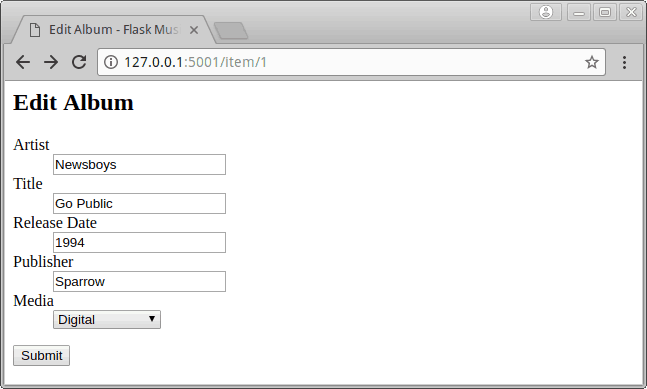 Edit Album - Flask Mus
127.0.0.1:5001/item/1
Edit Album
Artist
Newsboys
Title
Go Public
Release Date
1994
Publisher
Sparrow
Media
Digital
Submit